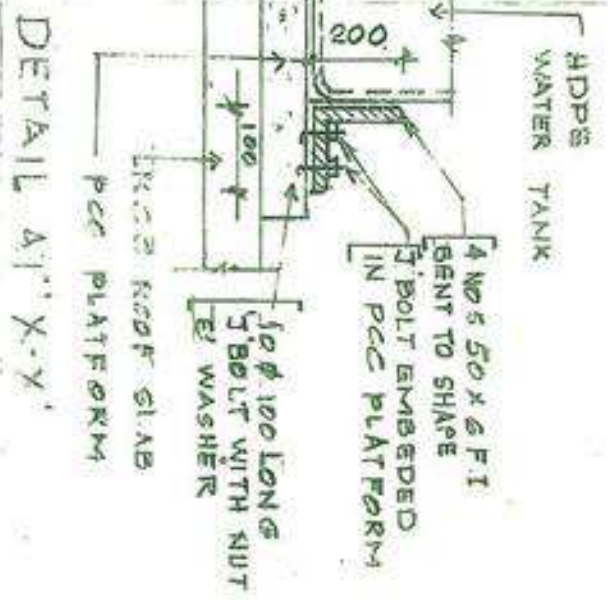 HDPE
WATER TANK
200
100
4 NOS 50 X 6 F.I
BENT TO SHAPE
'J' BOLT EMBEDED
IN PCC PLATFORM
100 LONG
'J' BOLT WITH NUT
'E' WASHER
ROOF SLAB
PCC PLATFORM
DETAIL AT 'X-X'